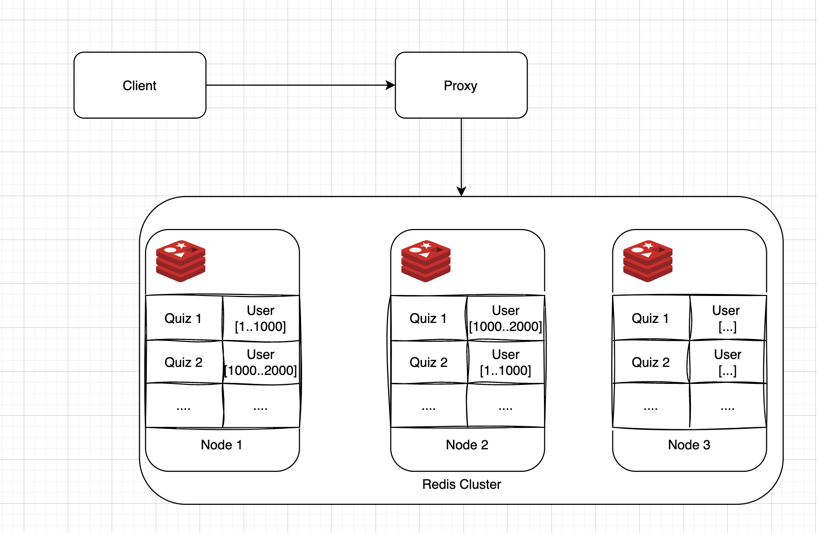 Client
Proxy
Quiz 1
User
[1..1000]
Quiz 2
User
[1000..2000]
....
....
Node 1
Quiz 1
User
[1000..2000]
Quiz 2
User
[1..1000]
....
....
Node 2
Quiz 1
User
[...]
Quiz 2
User
[...]
....
....
Node 3
Redis Cluster